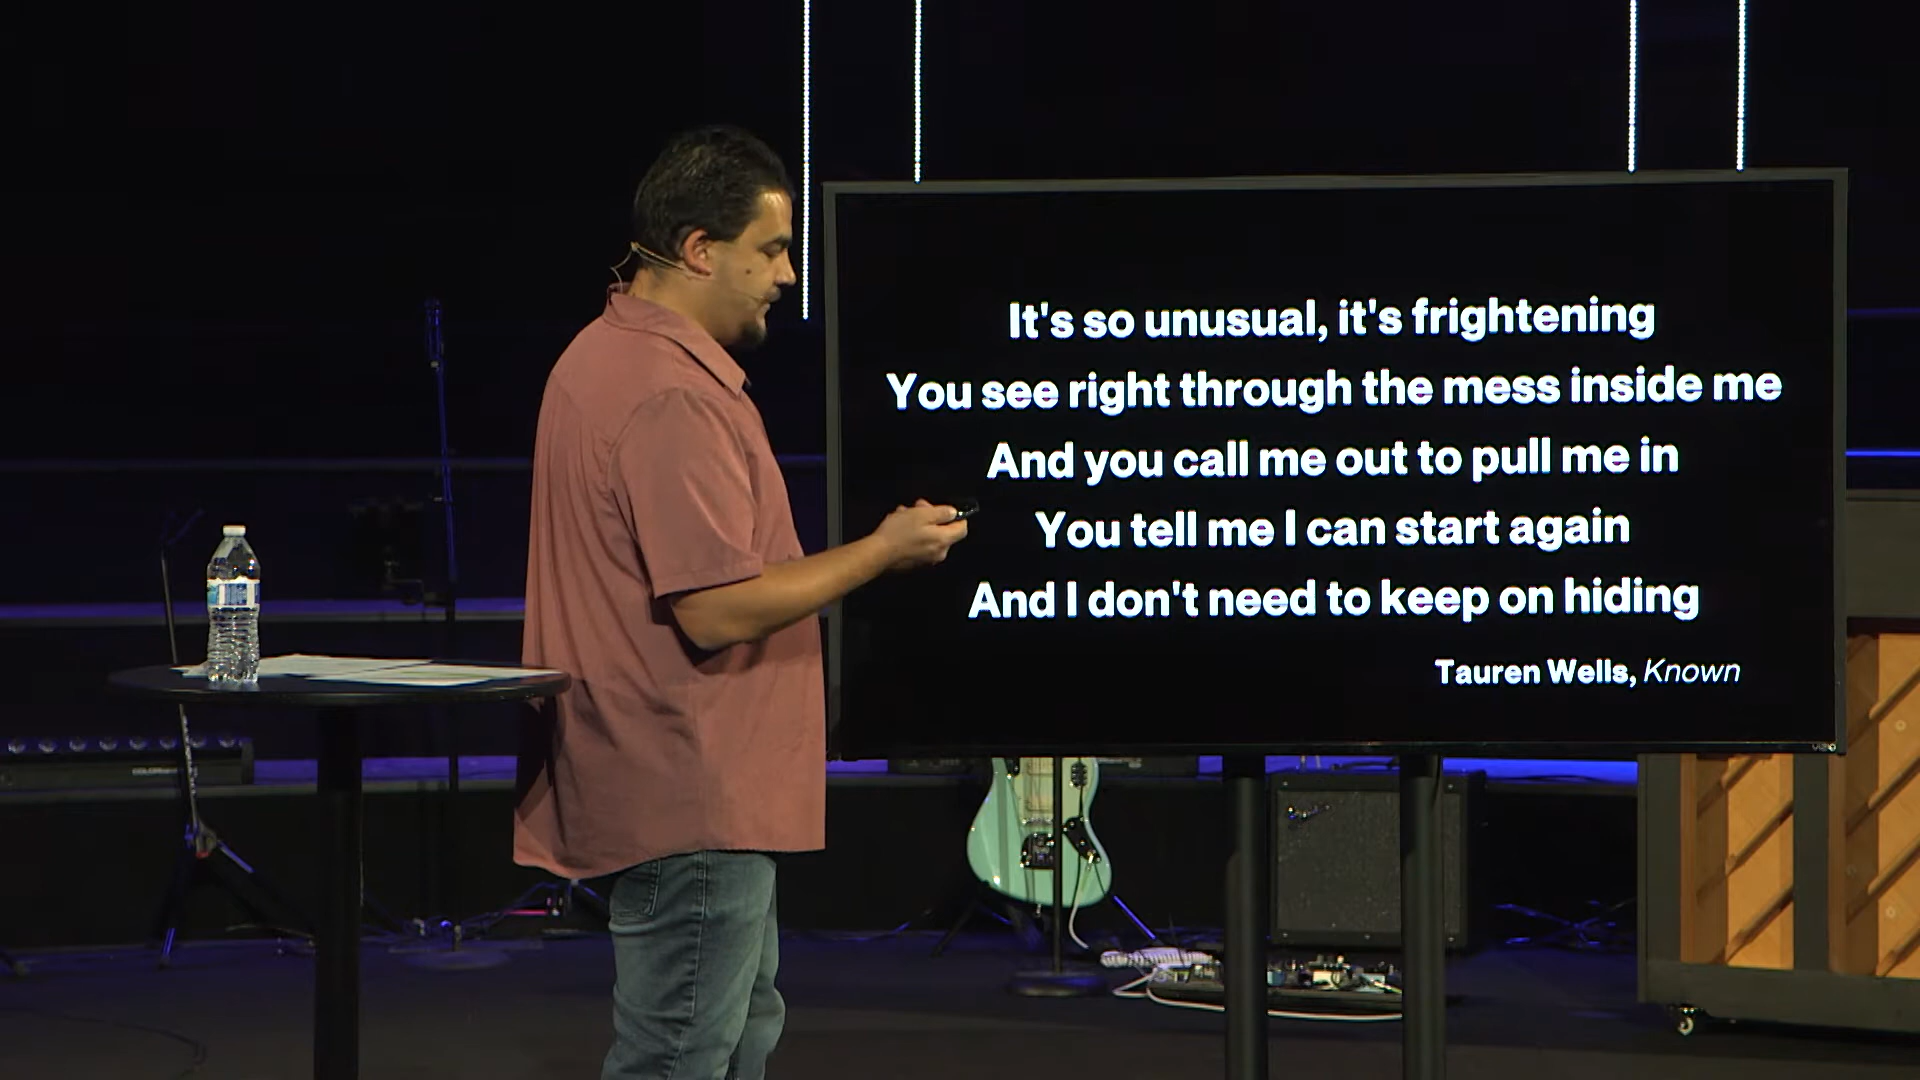 It's so unusual, it's frightening
You see right through the mess inside me
And you call me out to pull me in
You tell me I can start again
And I don't need to keep on hiding
Tauren Wells, Known
VIZIO
Fender